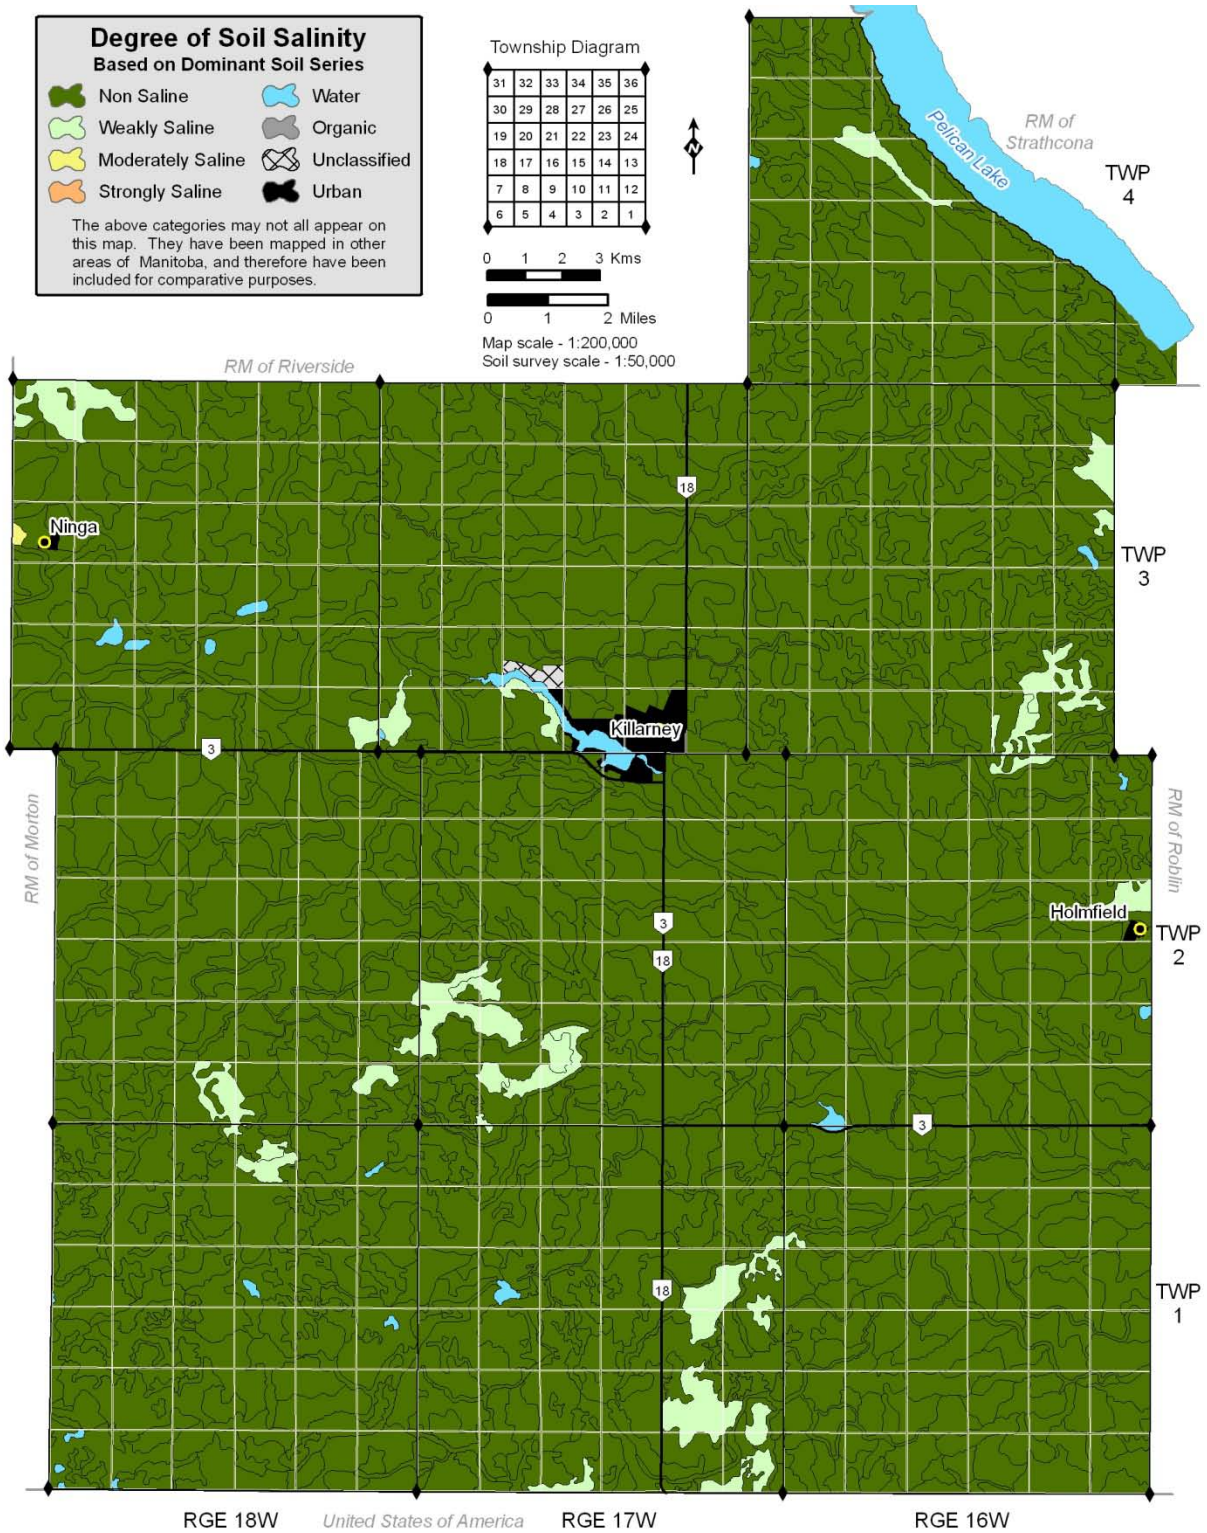 Degree of Soil Salinity
Based on Dominant Soil Series
Non Saline
Water
Weakly Saline
Organic
Moderately Saline
Unclassified
Strongly Saline
Urban
The above categories may not all appear on
this map. They have been mapped in other
areas of Manitoba, and therefore have been
included for comparative purposes.
Township Diagram
31 32 33 34 35 36
30 29 28 27 26 25
19 20 21 22 23 24
18 17 16 15 14 13
7 8 9 10 11 12
6 5 4 3 2 1
N
0 1 2 3 Kms
0 1 2 Miles
Map scale - 1:200,000
Soil survey scale - 1:50,000
Pelican Lake
RM of
Strathcona
TWP
4
RM of Riverside
18
Ninga
TWP
3
Killarney
3
RM of Morton
RM of Roblin
Holmfield
3
TWP
2
18
3
18
TWP
1
RGE 18W
United States of America
RGE 17W
RGE 16W